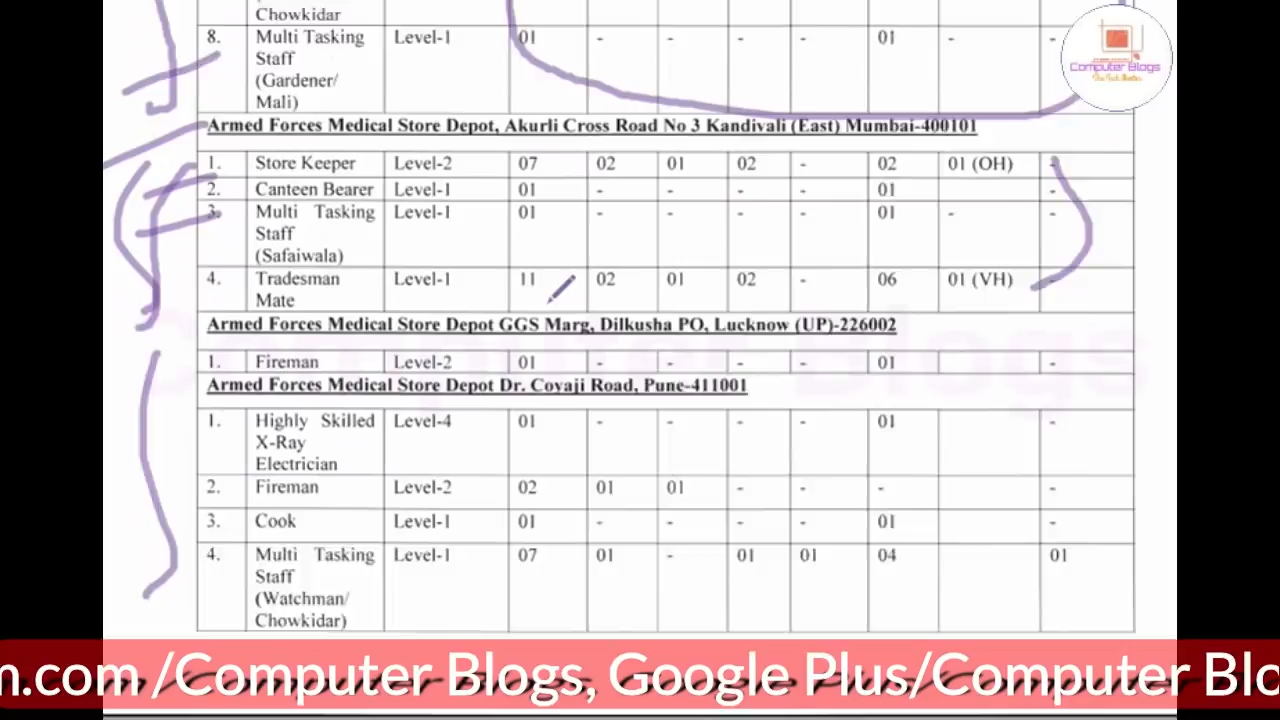 Chowkidar
8. Multi Tasking Level-1 01 - - - - 01 - -
Staff
(Gardener/
Mali)
Computer Blogs
Armed Forces Medical Store Depot, Akurli Cross Road No 3 Kandivali (East) Mumbai-400101
1. Store Keeper Level-2 07 02 01 02 - 02 01 (OH) -
2. Canteen Bearer Level-1 01 - - - - 01 -
3. Multi Tasking Level-1 01 - - - - 01 - -
Staff
(Safaiwala)
4. Tradesman Level-1 11 02 01 02 - 06 01 (VH) -
Mate
Armed Forces Medical Store Depot GGS Marg, Dilkusha PO, Lucknow (UP)-226002
1. Fireman Level-2 01 - - - - 01 -
Armed Forces Medical Store Depot Dr. Coyaji Road, Pune-411001
1. Highly Skilled Level-4 01 - - - - 01 -
X-Ray
Electrician
2. Fireman Level-2 02 01 01 - - - -
3. Cook Level-1 01 - - - - 01 -
4. Multi Tasking Level-1 07 01 - 01 01 04 01
Staff
(Watchman/
Chowkidar)
m.com /Computer Blogs, Google Plus/Computer Blo